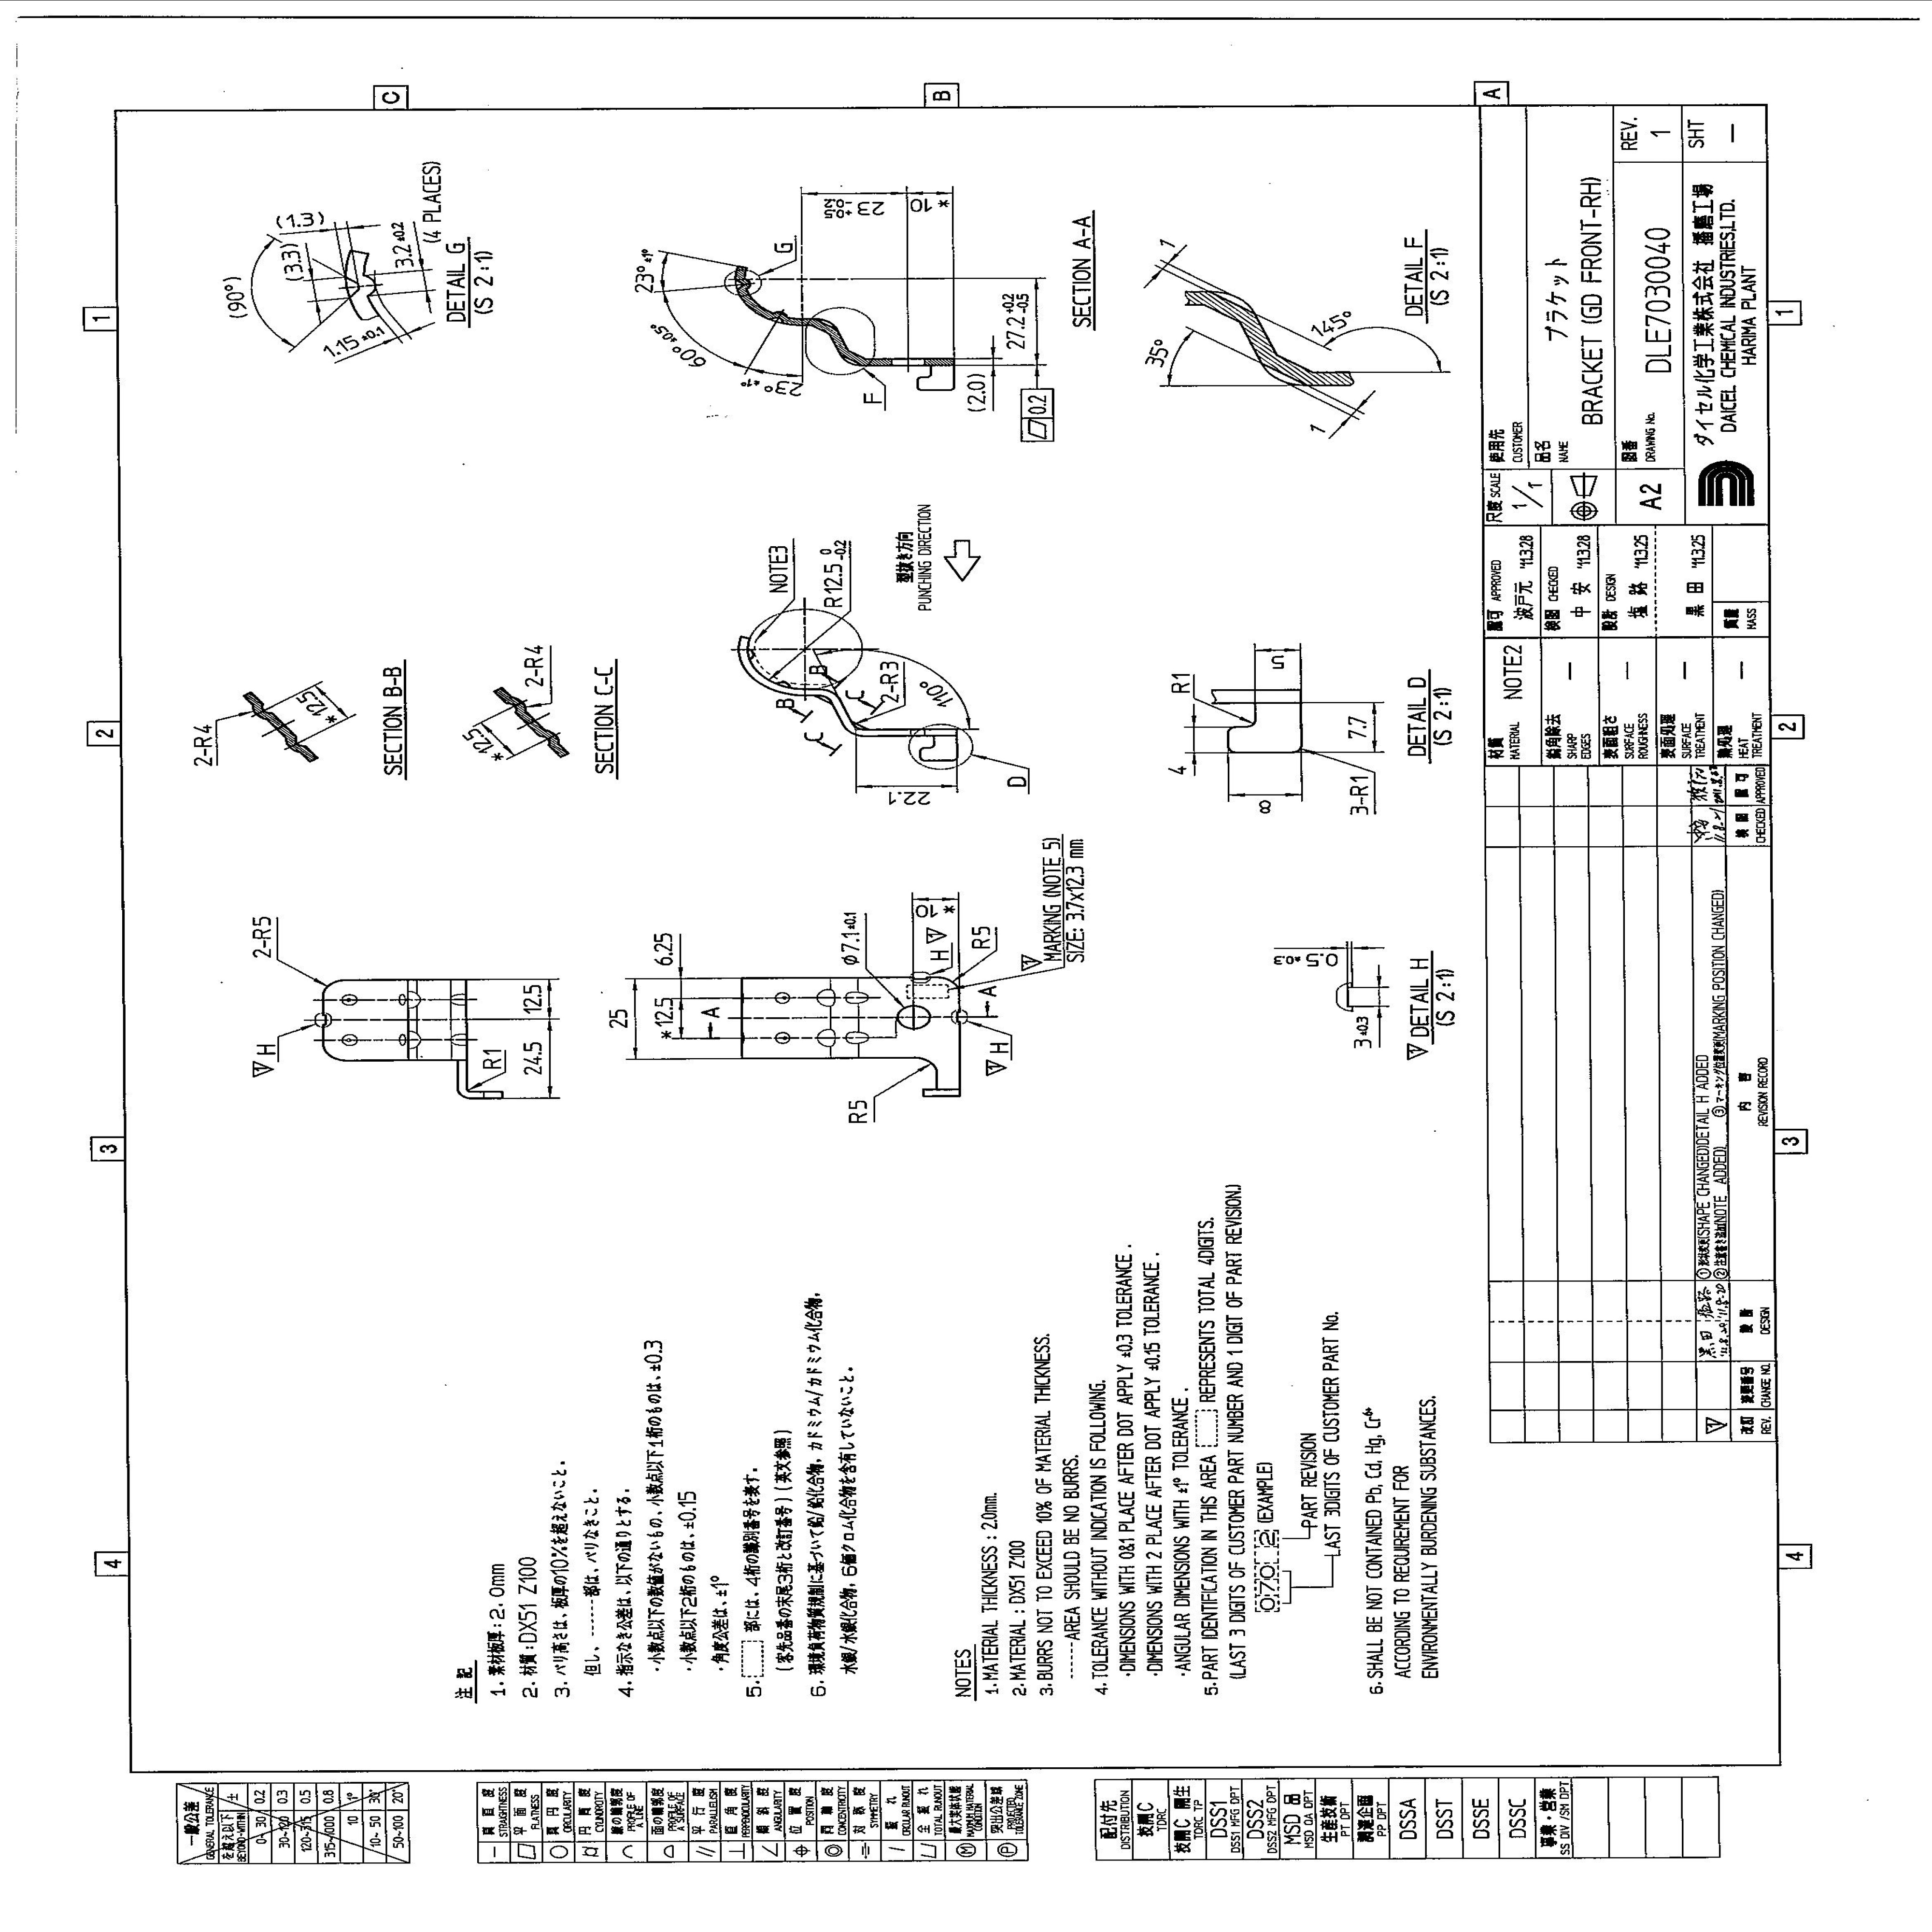 C
B
A
1
2
3
4
(90°)
(3.3)
(1.3)
3.2 ±0.2
(4 PLACES)
1.15 ±0.1
DETAIL G
(S 2:1)
23° ±1°
60° ±0.5°
23° ±1°
G
F
(2.0)
0.2
27.2 +0.2 -0.5
* 10
SECTION A-A
35°
1
1
145°
DETAIL F
(S 2:1)
2-R4
*12.5
SECTION B-B
*12.5
2-R4
SECTION C-C
NOTE3
R12.5 0 -0.2
型抜き方向
PUNCHING DIRECTION
B
B
C
C
2-R3
110°
22.1
D
R1
5
4
8
7.7
3-R1
DETAIL D
(S 2:1)
2-R5
H
R1
12.5
24.5
25
6.25
*12.5
A
A
φ7.1±0.1
* 10
H
R5
R5
H
MARKING (NOTE 5)
SIZE: 3.7x12.3 mm
0.5 ±0.3
3 ±0.3
DETAIL H
(S 2:1)
注 記
1. 素材板厚:2.0mm
2. 材質:DX51 Z100
3. バリ高さは、板厚の10%を超えないこと。
但し、------部は、バリなきこと。
4. 指示なき公差は、以下の通りとする。
・小数点以下の数値がないもの、小数点以下1桁のものは、±0.3
・小数点以下2桁のものは、±0.15
・角度公差は、±1°
5. 部には、4桁の識別番号を表す。
(客先品番の末尾3桁と改訂番号)(英文参照)
6. 環境負荷物質規制に基づいて鉛/鉛化合物, カドミウム/カドミウム化合物,
水銀/水銀化合物, 6価クロム化合物を含有していないこと。
NOTES
1. MATERIAL THICKNESS : 2.0mm.
2. MATERIAL : DX51 Z100
3. BURRS NOT TO EXCEED 10% OF MATERIAL THICKNESS.
------AREA SHOULD BE NO BURRS.
4. TOLERANCE WITHOUT INDICATION IS FOLLOWING.
・DIMENSIONS WITH 0&1 PLACE AFTER DOT APPLY ±0.3 TOLERANCE .
・DIMENSIONS WITH 2 PLACE AFTER DOT APPLY ±0.15 TOLERANCE .
・ANGULAR DIMENSIONS WITH ±1° TOLERANCE .
5. PART IDENTIFICATION IN THIS AREA REPRESENTS TOTAL 4DIGITS.
(LAST 3 DIGITS OF CUSTOMER PART NUMBER AND 1 DIGIT OF PART REVISION.)
070 2 (EXAMPLE)
PART REVISION
LAST 3DIGITS OF CUSTOMER PART No.
6. SHALL BE NOT CONTAINED Pb, Cd, Hg, Cr6+
ACCORDING TO REQUIREMENT FOR
ENVIRONMENTALLY BURDENING SUBSTANCES.
材質 MATERIAL NOTE2
鋭角除去 SHARP EDGES —
表面粗さ SURFACE ROUGHNESS —
表面処理 SURFACE TREATMENT —
熱処理 HEAT TREATMENT —
認可 APPROVED 波戸元 '11.3.28
検図 CHECKED 中 安 '11.3.28
設計 DESIGN 塩 路 '11.3.25
黒 田 '11.3.25
質量 MASS
尺度 SCALE 1/1
A2
使用先 CUSTOMER
品名 NAME ブラケット
BRACKET (GD FRONT-RH)
図番 DRAWING No. DLE7030040
REV. 1
ダイセル化学工業株式会社 播磨工場
DAICEL CHEMICAL INDUSTRIES,LTD.
HARIMA PLANT
SHT —
①形状変更(SHAPE CHANGED)DETAIL H ADDED
②注意書き追加(NOTE ADDED) ③マーキング位置変更(MARKING POSITION CHANGED)
改訂 REV.
変更番号 CHANGE NO.
設計 DESIGN
内 容 REVISION RECORD
検図 CHECKED
認可 APPROVED
一般公差
GENERAL TOLERANCE
を越え以下 ±
BEYOND-WITHIN
0- 30 0.2
30-120 0.3
120-315 0.5
315-1000 0.8
10 1°
10- 50 30'
50-100 20'
真直度 STRAIGHTNESS
平面度 FLATNESS
真円度 CIRCULARITY
円筒度 CYLINDRICITY
線の輪郭度 PROFILE OF A LINE
面の輪郭度 PROFILE OF A SURFACE
平行度 PARALLELISM
直角度 PERPENDICULARITY
傾斜度 ANGULARITY
位置度 POSITION
同軸度 CONCENTRICITY
対称度 SYMMETRY
振れ CIRCULAR RUNOUT
全振れ TOTAL RUNOUT
最大実体状態 MAXIMUM MATERIAL CONDITION
突出公差域 PROJECTED TOLERANCE ZONE
配付先 DISTRIBUTION
技開C TDRC
技開C 開生 TDRC TP
DSS1 DSS1 MFG DPT
DSS2 DSS2 MFG DPT
MSD 品 MSD QA DPT
生産技術 PT DPT
調達企画 PP DPT
DSSA
DSST
DSSE
DSSC
事業・営業 SS DIV /SM DPT